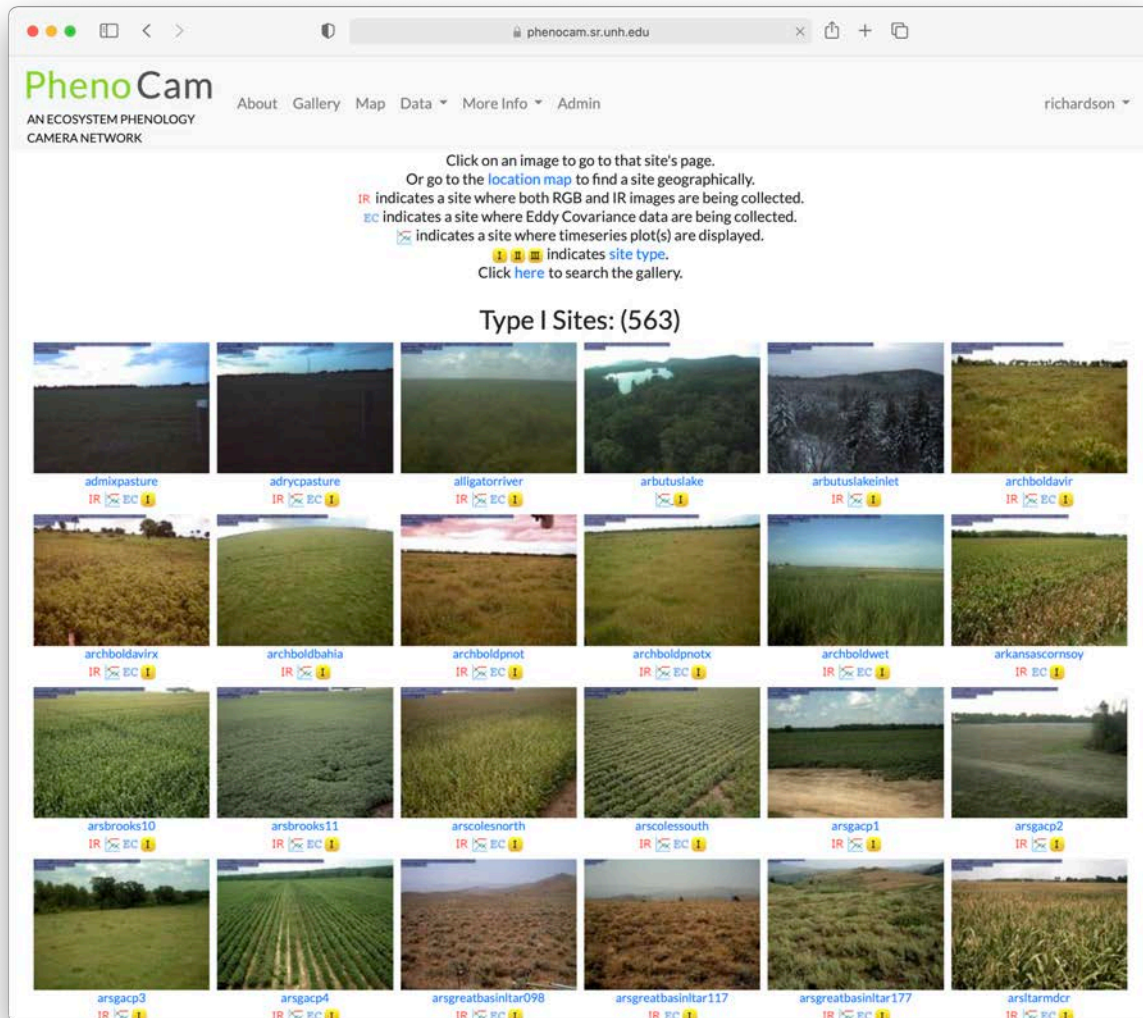 phenocam.sr.unh.edu
PhenoCam
AN ECOSYSTEM PHENOLOGY
CAMERA NETWORK
About Gallery Map Data More Info Admin
richardson
Click on an image to go to that site's page.
Or go to the location map to find a site geographically.
IR indicates a site where both RGB and IR images are being collected.
EC indicates a site where Eddy Covariance data are being collected.
indicates a site where timeseries plot(s) are displayed.
I II III indicates site type.
Click here to search the gallery.
Type I Sites: (563)
admixpasture adrycpasture alligatorriver arbutuslake arbutuslakeinlet archboldavir
IR EC I IR EC I IR EC I I IR I IR EC I
archboldavirx archboldbahia archboldpnot archboldpnotx archboldwet arkansascornsoy
IR EC I IR I IR EC I IR EC I IR EC I IR EC I
arsbrooks10 arsbrooks11 arscolesnorth arscolessouth arsgacp1 arsgacp2
IR EC I IR EC I IR EC I IR EC I IR I IR I
arsgacp3 arsgacp4 arsgreatbasinltar098 arsgreatbasinltar117 arsgreatbasinltar177 arsltarmdcr
IR I IR EC I IR EC I IR EC I IR EC I IR EC I